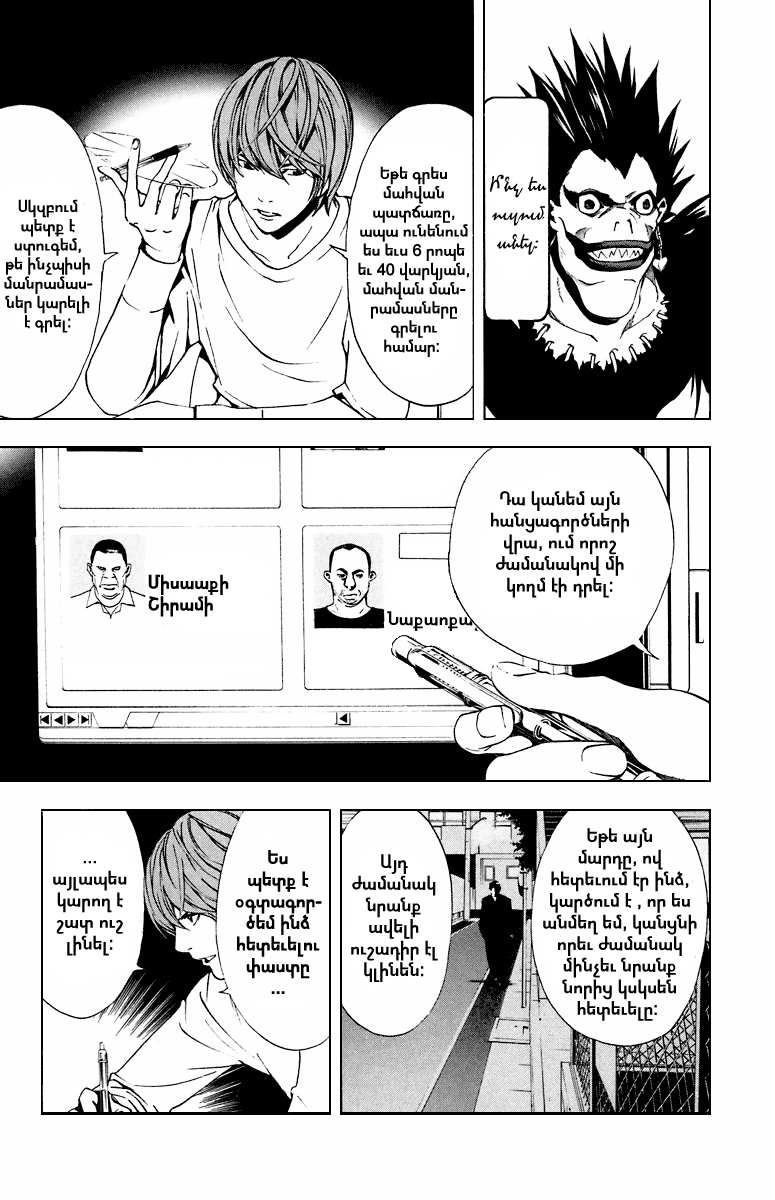 Ի՞նչ ես
ուզում
անել:
Եթե գրես
մահվան
պատճառը,
ապա ունենում
ես եւս 6 րոպե
եւ 40 վարկյան,
մահվան ման-
րամասները
գրելու
համար:
Սկզբում
պետք է
ստուգեմ,
թե ինչպիսի
մանրամաս-
ներ կարելի
է գրել:
Դա կանեմ այն
հանցագործների
վրա, ում որոշ
ժամանակով մի
կողմ էի դրել:
Միսաաքի
Շիրամի
Նաքաոքա
Եթե այն
մարդը, ով
հետեւում էր ինձ,
կարծում է , որ ես
անմեղ եմ, կանցնի
որեւ ժամանակ
մինչեւ նրանք
նորից կսկսեն
հետեւելը:
Այդ
ժամանակ
նրանք
ավելի
ուշադիր էլ
կլինեն:
Ես
պետք է
օգտագոր-
ծեմ ինձ
հետեւելու
փաստը
...
...
այլապես
կարող է
շատ ուշ
լինել: